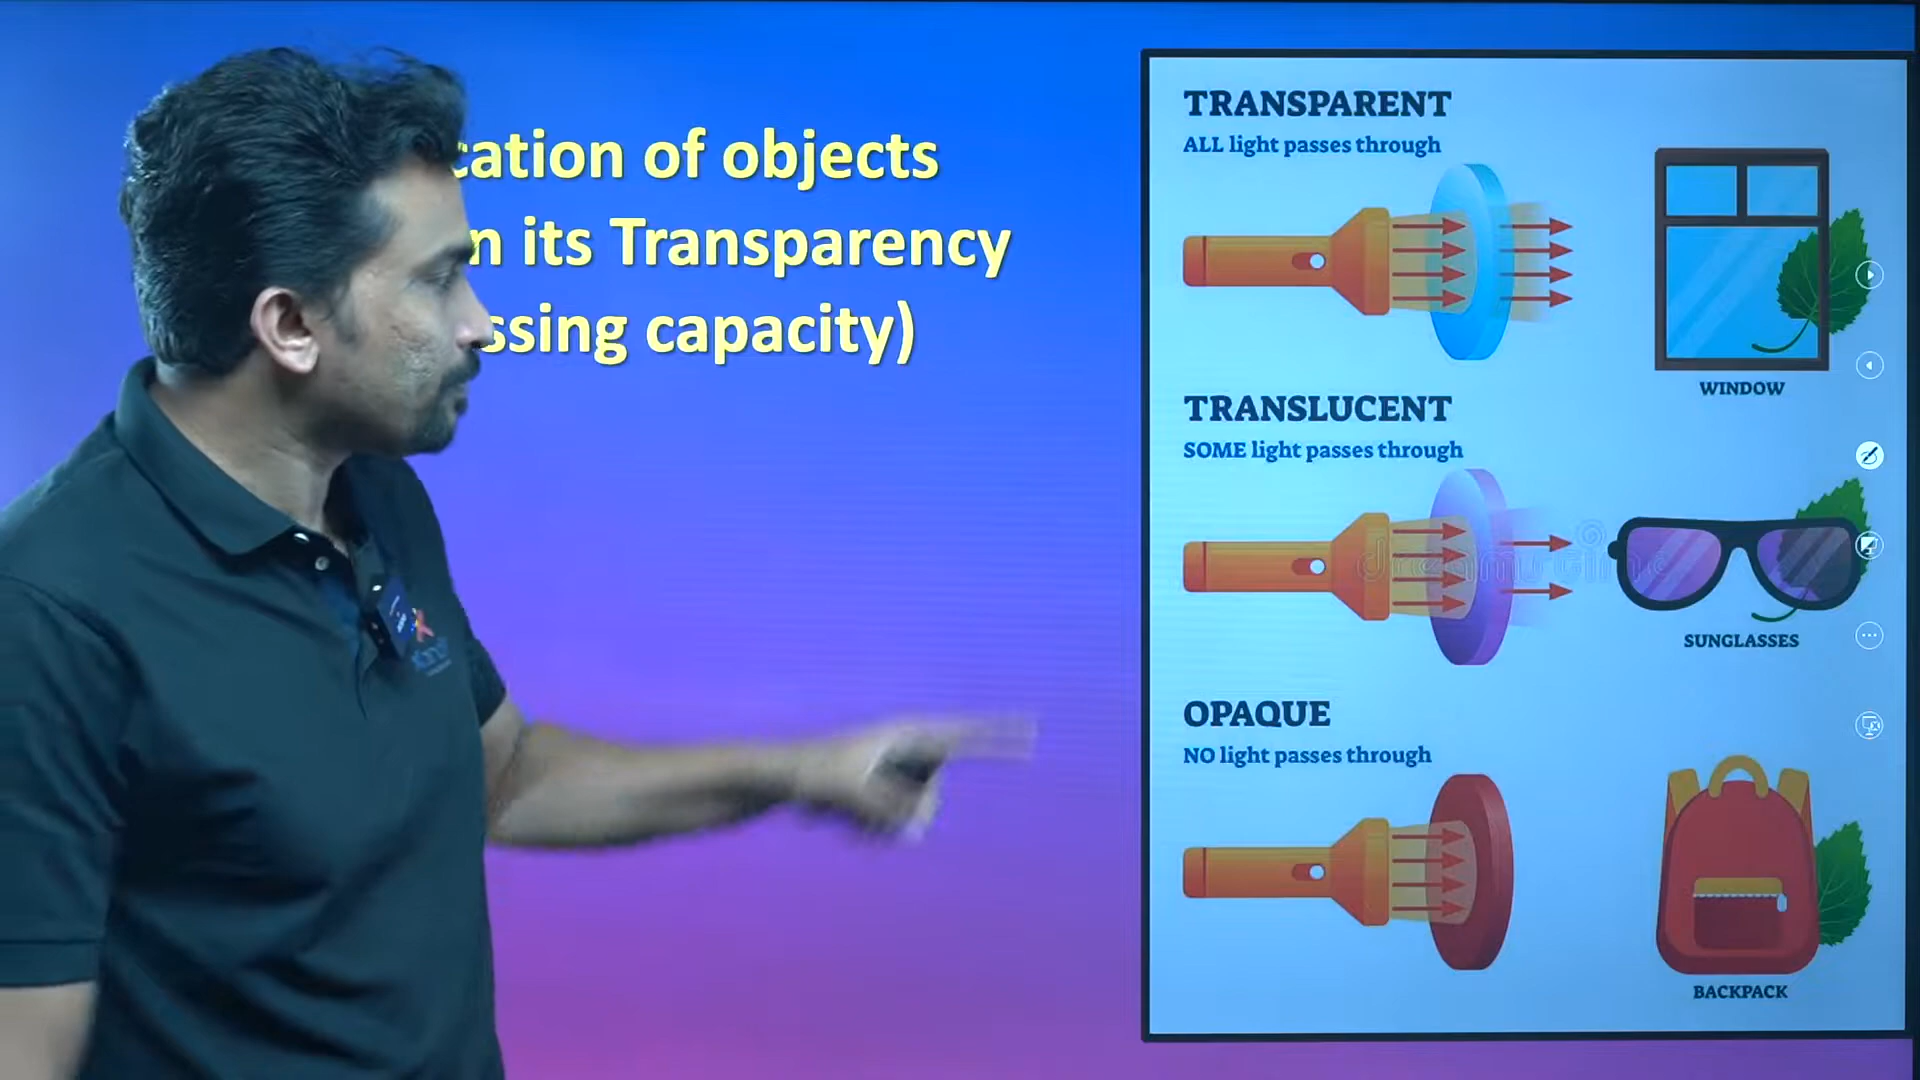 cation of objects
n its Transparency
ssing capacity)
TRANSPARENT
ALL light passes through
WINDOW
TRANSLUCENT
SOME light passes through
dreamstime
SUNGLASSES
OPAQUE
NO light passes through
BACKPACK